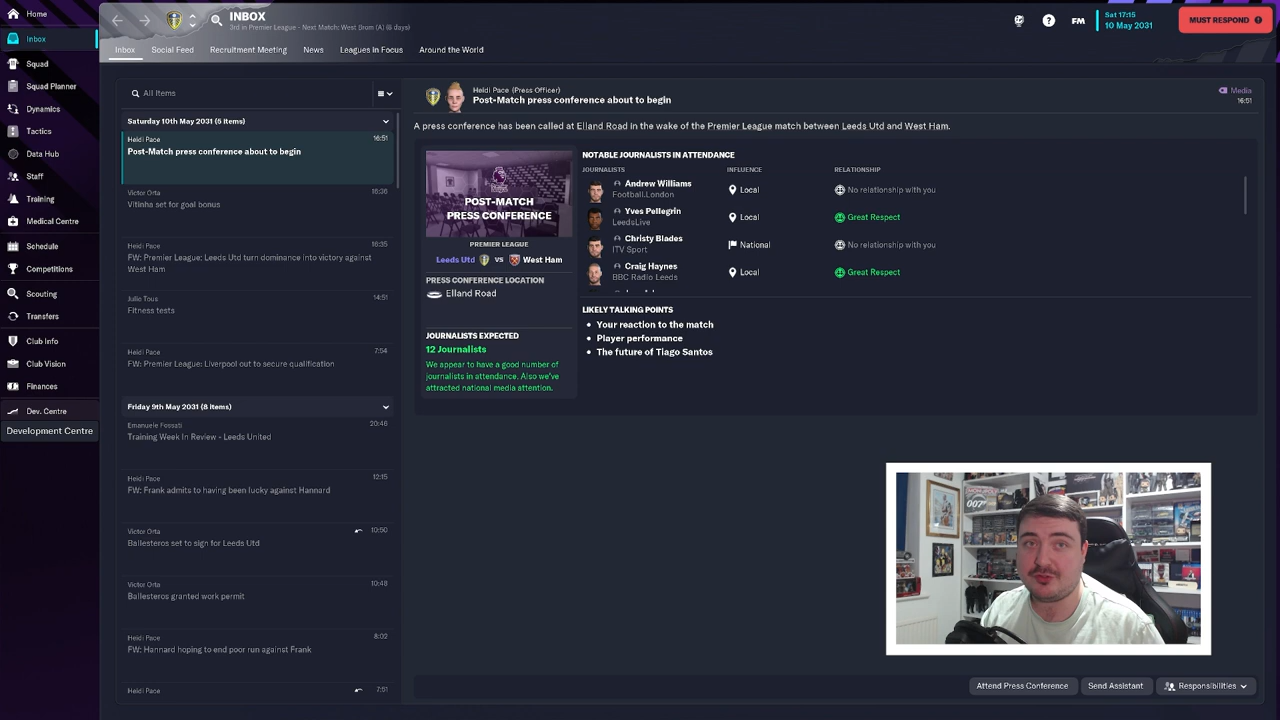 Home
Inbox
Squad
Squad Planner
Dynamics
Tactics
Data Hub
Staff
Training
Medical Centre
Schedule
Competitions
Scouting
Transfers
Club Info
Club Vision
Finances
Dev. Centre
Development Centre
INBOX
3rd in Premier League - Next Match: West Brom (A) (8 days)
FM
Sat 17:15
10 May 2031
MUST RESPOND
Inbox
Social Feed
Recruitment Meeting
News
Leagues in Focus
Around the World
All Items
Saturday 10th May 2031 (5 items)
Heidi Pace 16:51
Post-Match press conference about to begin
Victor Orta 16:36
Vitinha set for goal bonus
Heidi Pace 16:35
FW: Premier League: Leeds Utd turn dominance into victory against
West Ham
Julio Tous 14:51
Fitness tests
Heidi Pace 7:54
FW: Premier League: Liverpool out to secure qualification
Friday 9th May 2031 (8 items)
Emanuele Fossati 20:46
Training Week In Review - Leeds United
Heidi Pace 12:15
FW: Frank admits to having been lucky against Hannard
Victor Orta 10:50
Ballesteros set to sign for Leeds Utd
Victor Orta 10:48
Ballesteros granted work permit
Heidi Pace 8:02
FW: Hannard hoping to end poor run against Frank
Heidi Pace 7:51
Heidi Pace (Press Officer)
Post-Match press conference about to begin
Media
16:51
A press conference has been called at Elland Road in the wake of the Premier League match between Leeds Utd and West Ham.
POST-MATCH
PRESS CONFERENCE
PREMIER LEAGUE
Leeds Utd VS West Ham
PRESS CONFERENCE LOCATION
Elland Road
JOURNALISTS EXPECTED
12 Journalists
We appear to have a good number of
journalists in attendance. Also we've
attracted national media attention.
NOTABLE JOURNALISTS IN ATTENDANCE
JOURNALISTS INFLUENCE RELATIONSHIP
Andrew Williams
Football.London
Local
No relationship with you
Yves Pellegrin
LeedsLive
Local
Great Respect
Christy Blades
ITV Sport
National
No relationship with you
Craig Haynes
BBC Radio Leeds
Local
Great Respect
LIKELY TALKING POINTS
• Your reaction to the match
• Player performance
• The future of Tiago Santos
007
Attend Press Conference
Send Assistant
Responsibilities